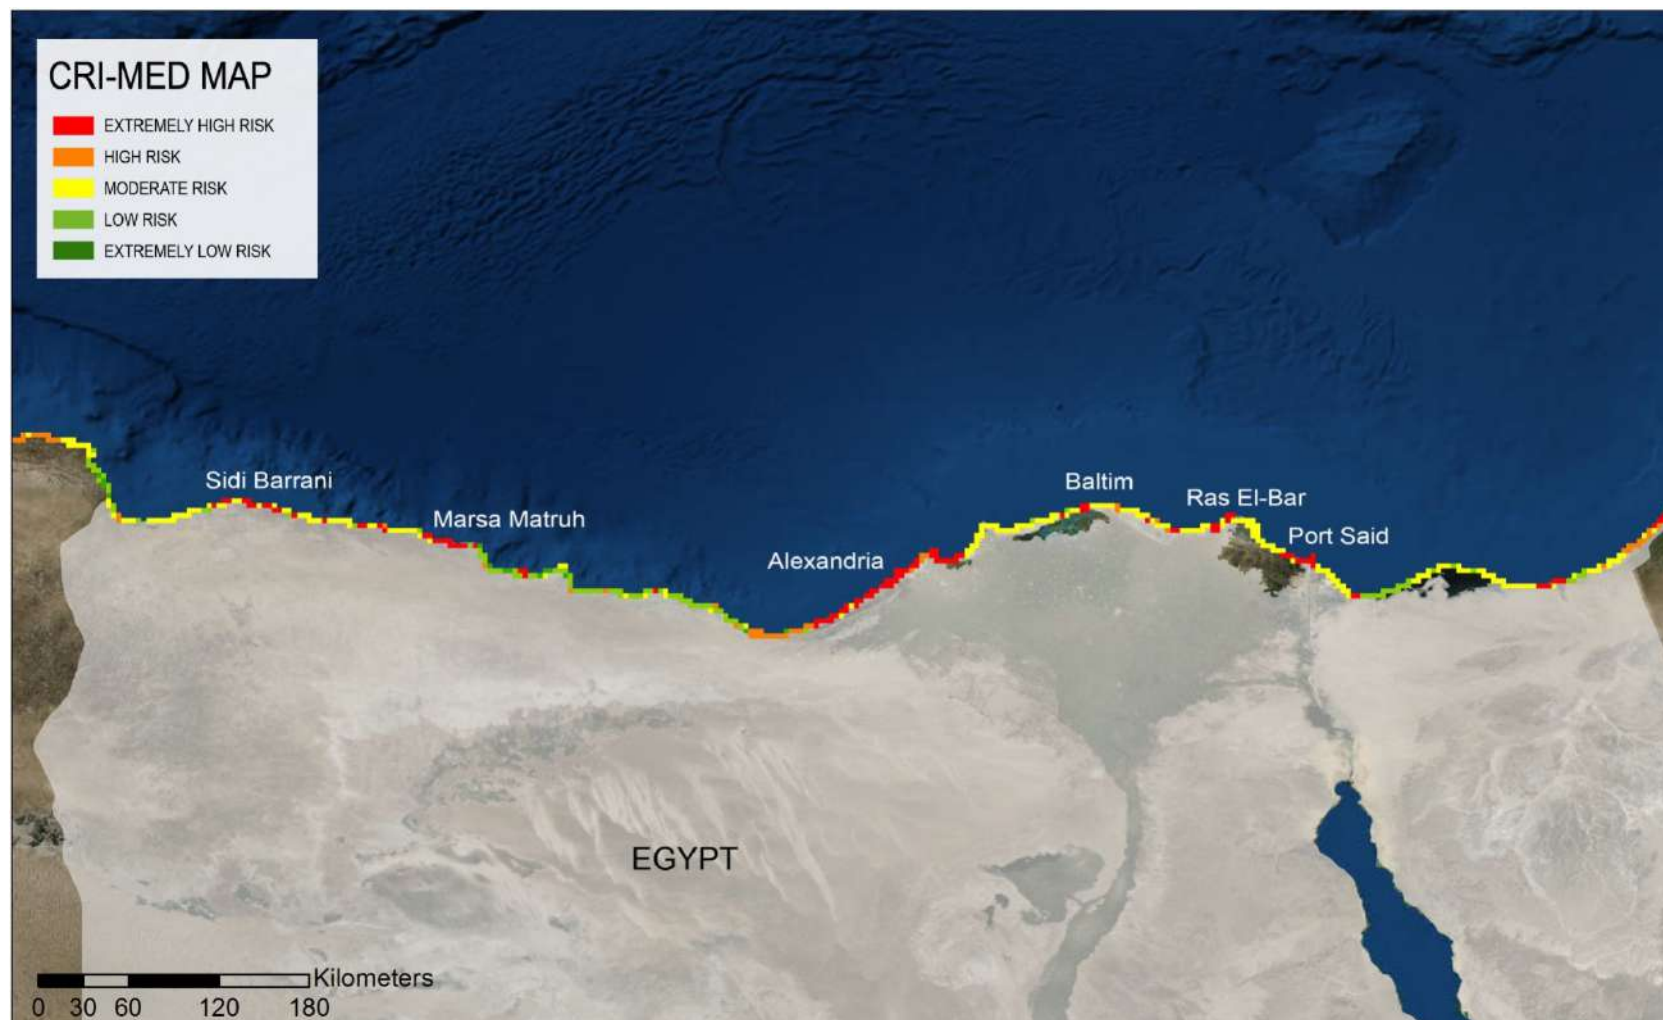 CRI-MED MAP
EXTREMELY HIGH RISK
HIGH RISK
MODERATE RISK
LOW RISK
EXTREMELY LOW RISK
Sidi Barrani
Marsa Matruh
Alexandria
Baltim
Ras El-Bar
Port Said
EGYPT
Kilometers
0 30 60 120 180